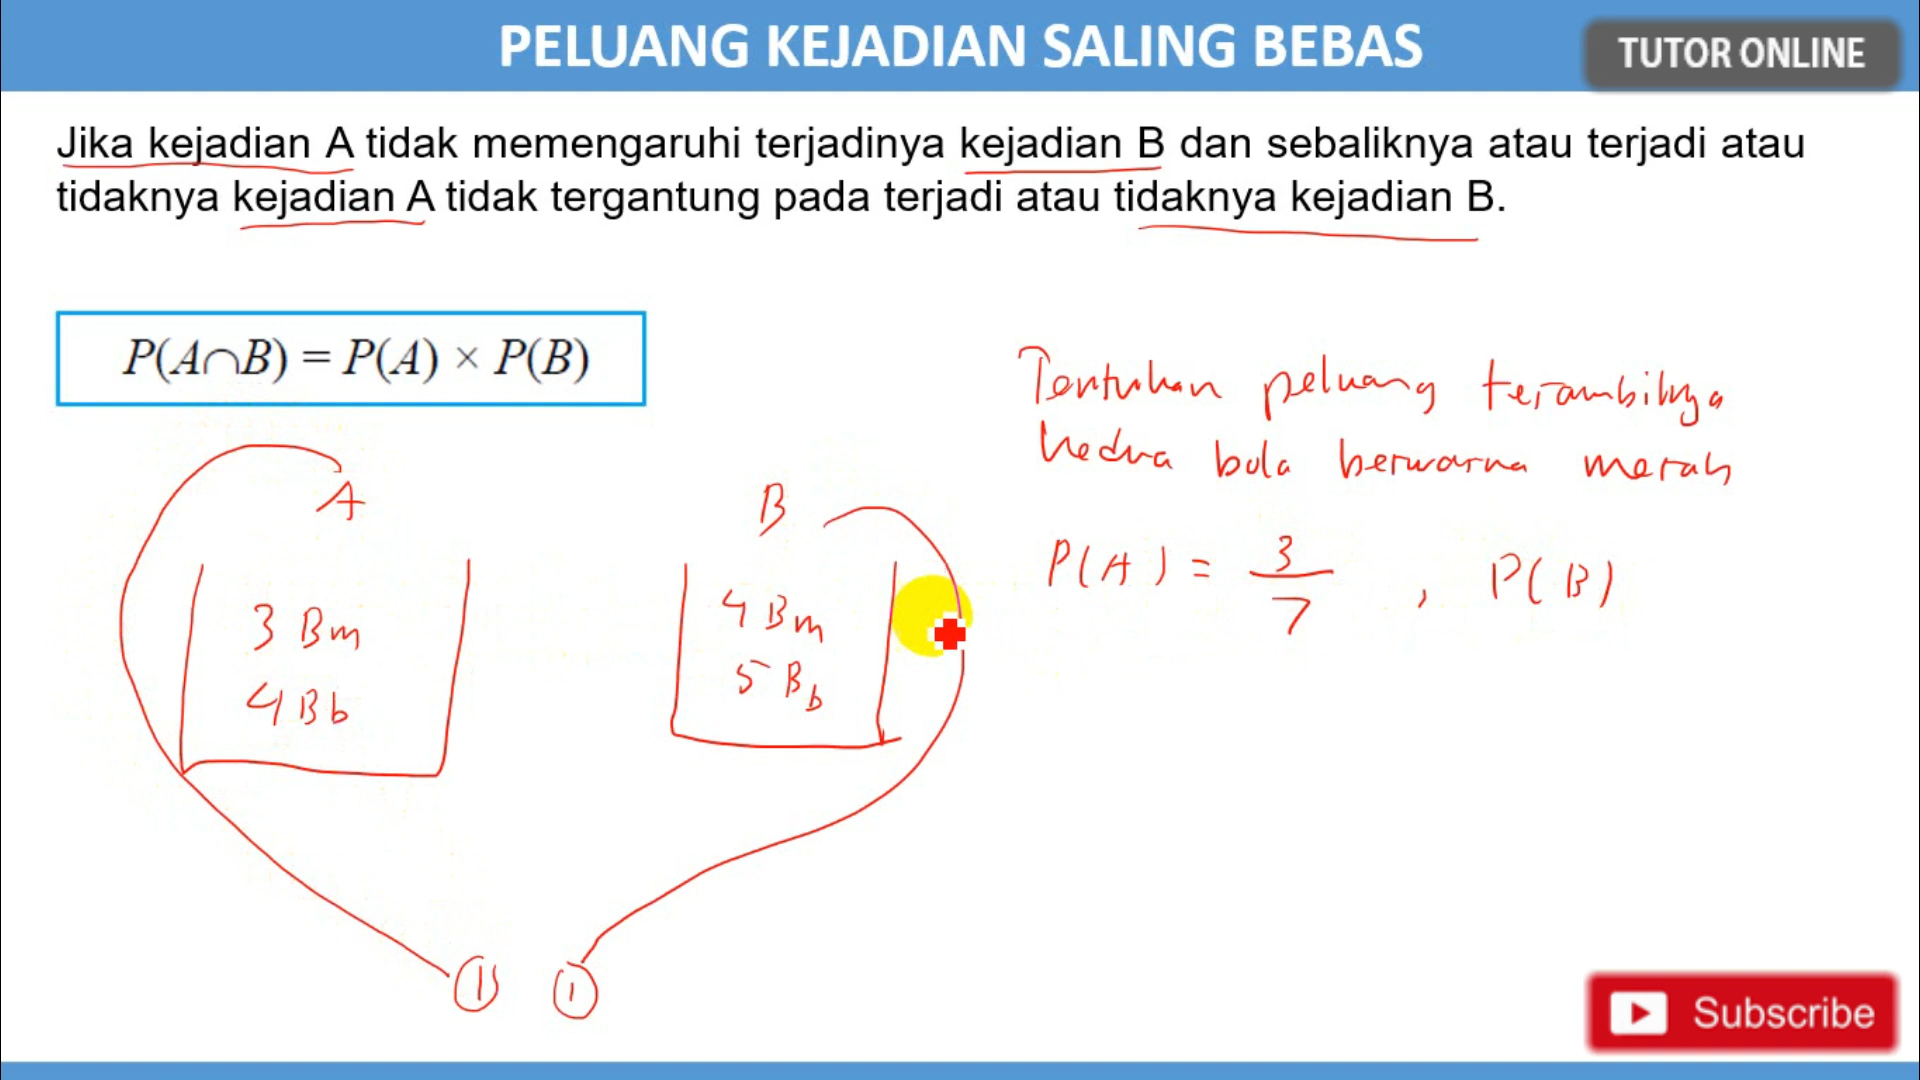 PELUANG KEJADIAN SALING BEBAS
TUTOR ONLINE
Jika kejadian A tidak memengaruhi terjadinya kejadian B dan sebaliknya atau terjadi atau
tidaknya kejadian A tidak tergantung pada terjadi atau tidaknya kejadian B.
P(A∩B) = P(A) × P(B)
Tentukan peluang terambilnya
kedua bola berwarna merah
P(A) = 3/7 , P(B)
A
3 Bm
4 Bb
B
4 Bm
5 Bb
1 1
Subscribe